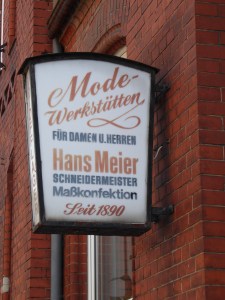 Mode-
Werkstätten
FÜR DAMEN U. HERREN
Hans Meier
SCHNEIDERMEISTER
Maßkonfektion
Seit 1890